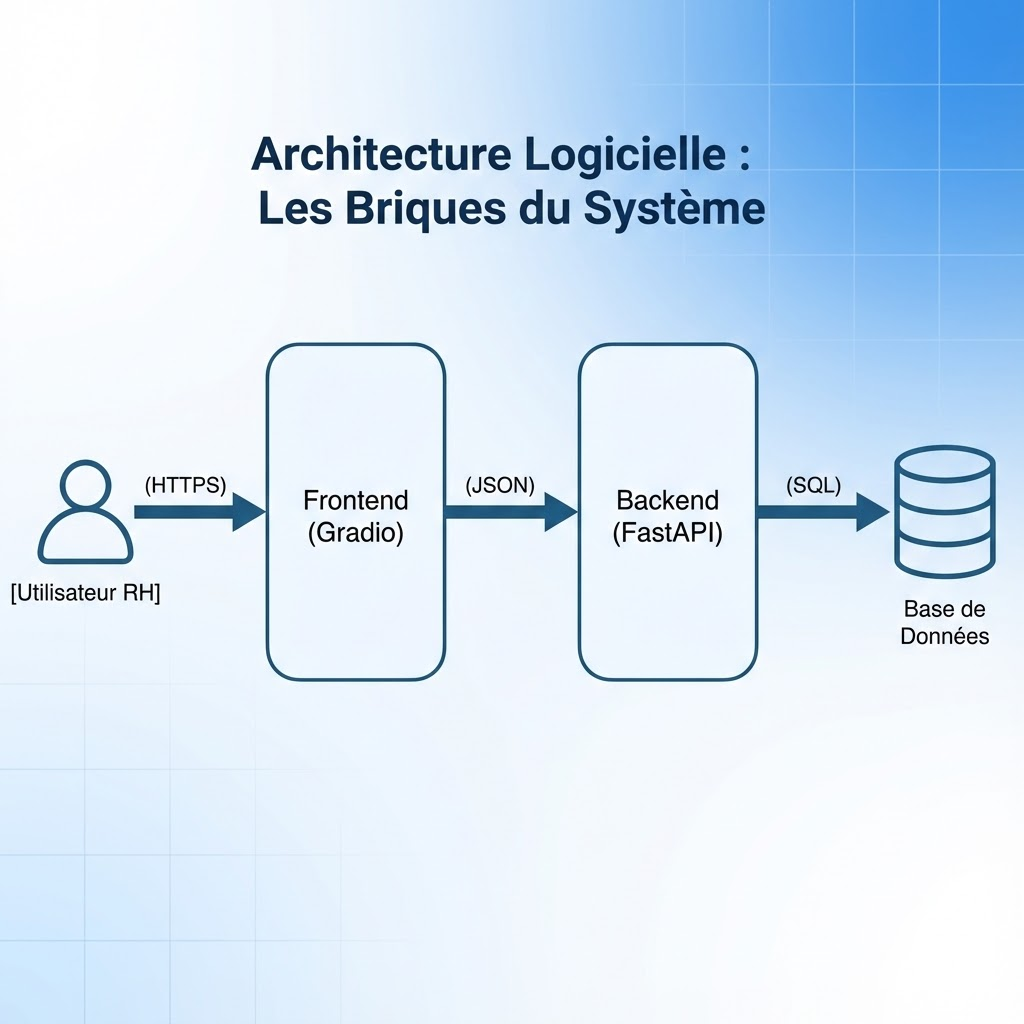 Architecture Logicielle :
Les Briques du Système
(HTTPS)
(JSON)
(SQL)
[Utilisateur RH]
Frontend
(Gradio)
Backend
(FastAPI)
Base de
Données